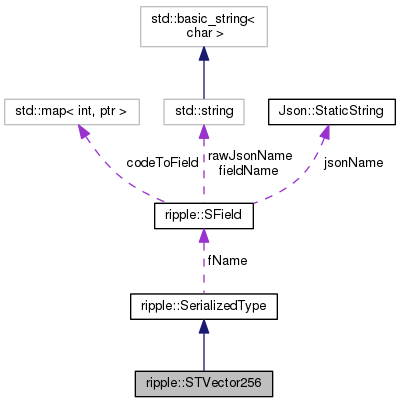 std::basic_string<
char >
std::map< int, ptr >
std::string
Json::StaticString
codeToField
rawJsonName
fieldName
jsonName
ripple::SField
fName
ripple::SerializedType
ripple::STVector256